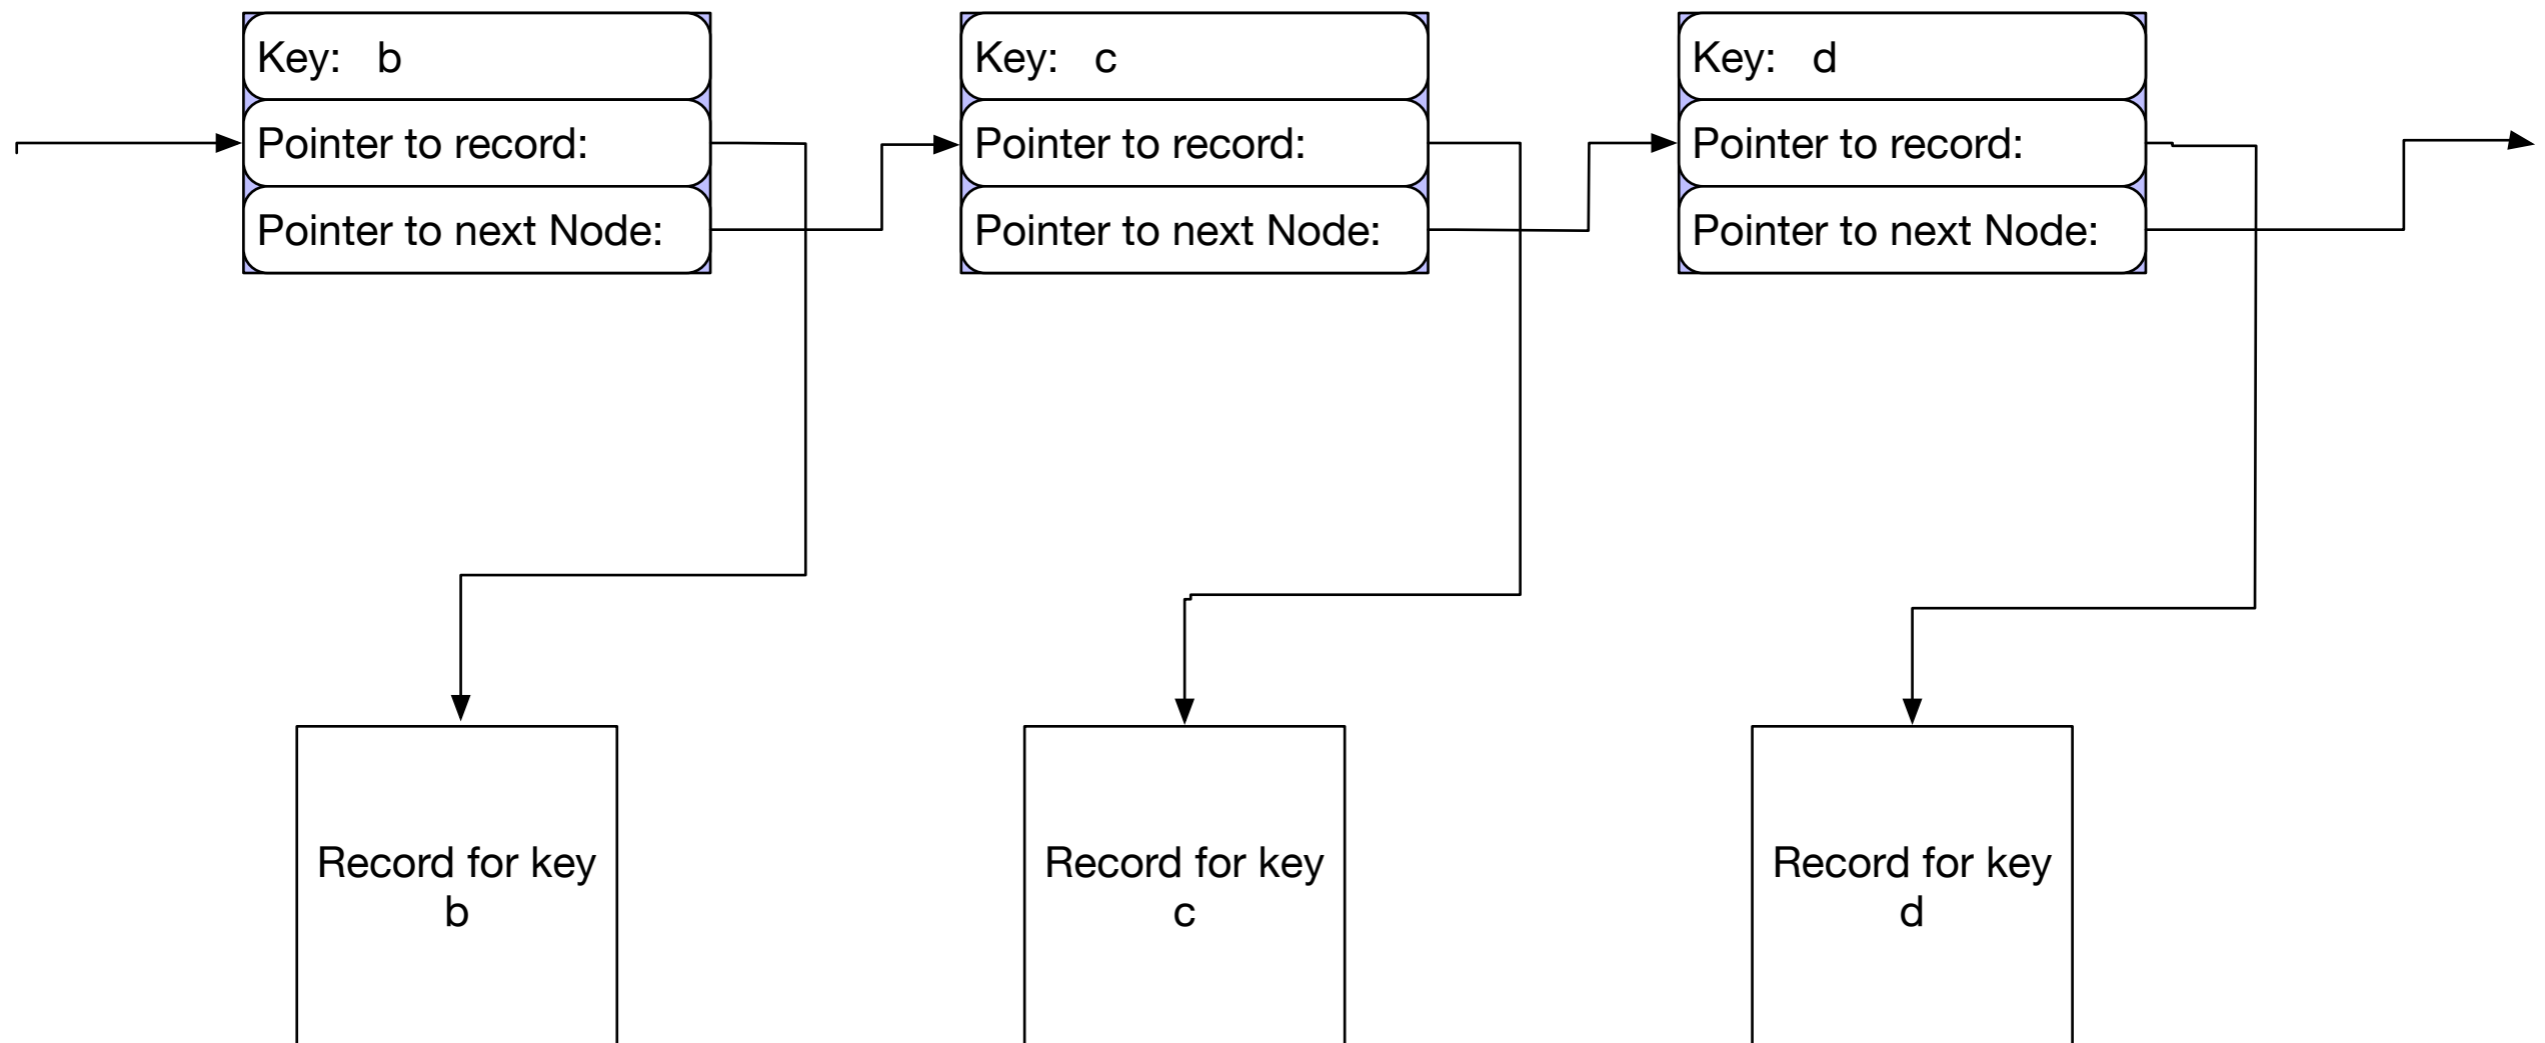 Key: b
Pointer to record:
Pointer to next Node:
Key: c
Pointer to record:
Pointer to next Node:
Key: d
Pointer to record:
Pointer to next Node:
Record for key
b
Record for key
c
Record for key
d